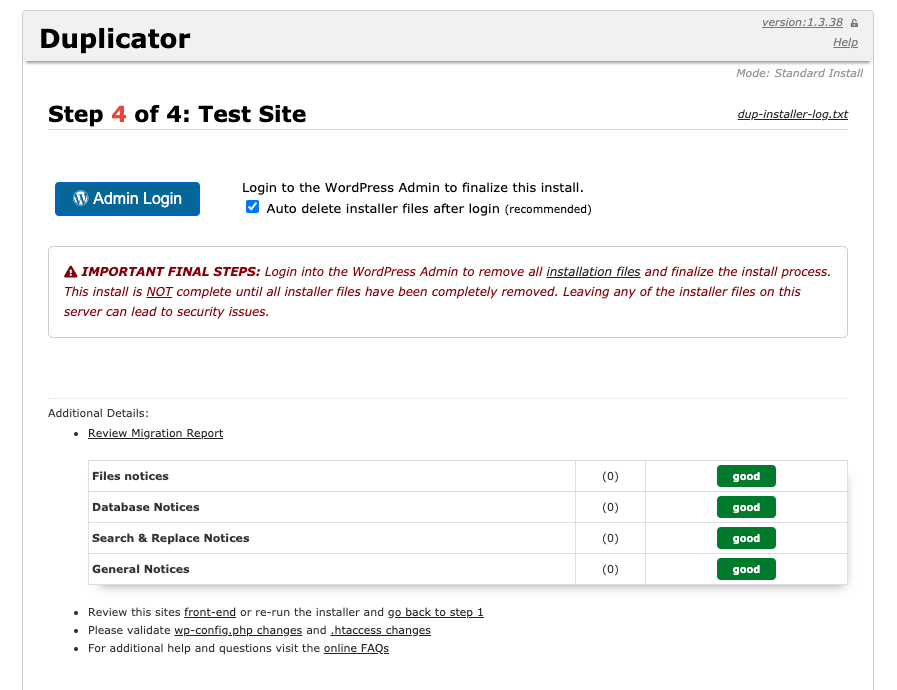 Duplicator
version:1.3.38
Help
Mode: Standard Install
Step 4 of 4: Test Site
dup-installer-log.txt
Admin Login
Login to the WordPress Admin to finalize this install.
Auto delete installer files after login (recommended)
IMPORTANT FINAL STEPS: Login into the WordPress Admin to remove all installation files and finalize the install process.
This install is NOT complete until all installer files have been completely removed. Leaving any of the installer files on this
server can lead to security issues.
Additional Details:
• Review Migration Report
Files notices (0) good
Database Notices (0) good
Search & Replace Notices (0) good
General Notices (0) good
• Review this sites front-end or re-run the installer and go back to step 1
• Please validate wp-config.php changes and .htaccess changes
• For additional help and questions visit the online FAQs